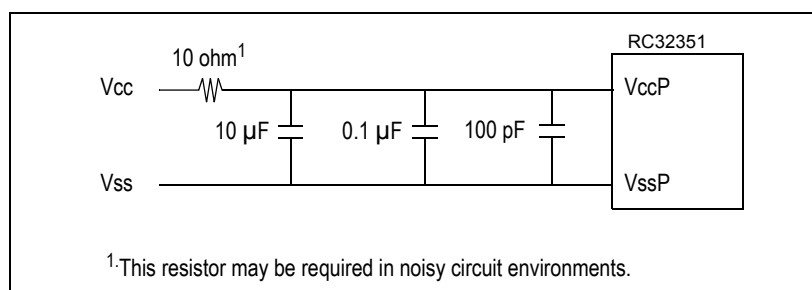 RC32351
10 ohm1
Vcc
VccP
10 µF
0.1 µF
100 pF
Vss
VssP
1.This resistor may be required in noisy circuit environments.